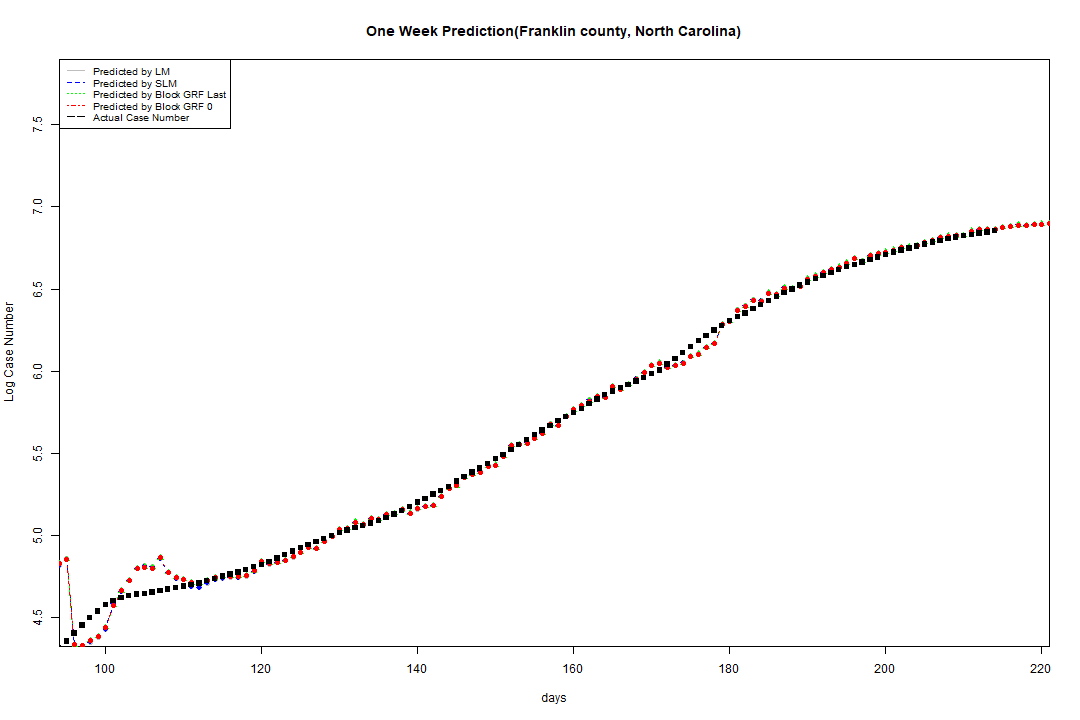 One Week Prediction(Franklin county, North Carolina)
Predicted by LM
Predicted by SLM
Predicted by Block GRF Last
Predicted by Block GRF 0
Actual Case Number
7.5
7.0
6.5
6.0
5.5
5.0
4.5
Log Case Number
100 120 140 160 180 200 220
days